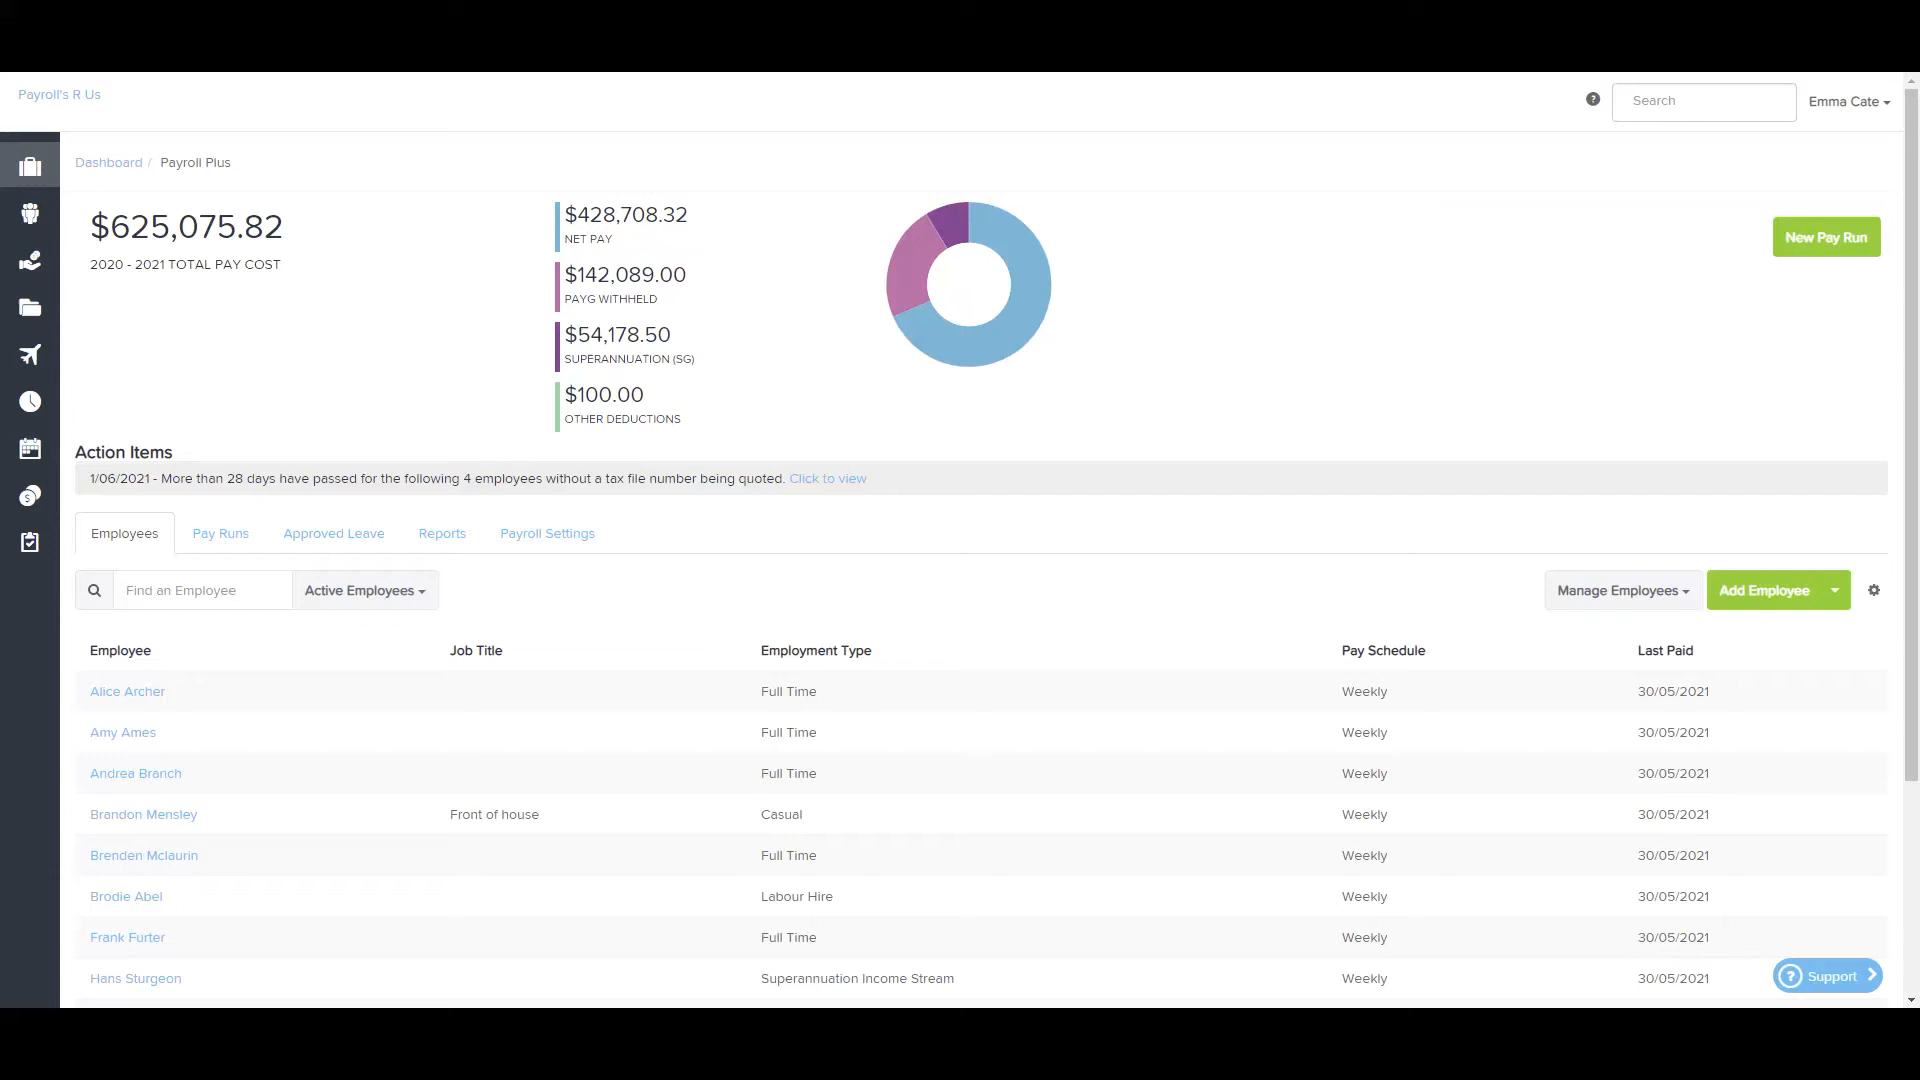 Payroll's R Us
?
Search
Emma Cate
Dashboard / Payroll Plus
$625,075.82
2020 - 2021 TOTAL PAY COST
$428,708.32
NET PAY
$142,089.00
PAYG WITHHELD
$54,178.50
SUPERANNUATION (SG)
$100.00
OTHER DEDUCTIONS
New Pay Run
Action Items
1/06/2021 - More than 28 days have passed for the following 4 employees without a tax file number being quoted. Click to view
Employees Pay Runs Approved Leave Reports Payroll Settings
Find an Employee Active Employees Manage Employees Add Employee
Employee Job Title Employment Type Pay Schedule Last Paid
Alice Archer Full Time Weekly 30/05/2021
Amy Ames Full Time Weekly 30/05/2021
Andrea Branch Full Time Weekly 30/05/2021
Brandon Mensley Front of house Casual Weekly 30/05/2021
Brenden Mclaurin Full Time Weekly 30/05/2021
Brodie Abel Labour Hire Weekly 30/05/2021
Frank Furter Full Time Weekly 30/05/2021
Hans Sturgeon Superannuation Income Stream Weekly 30/05/2021
? Support
$